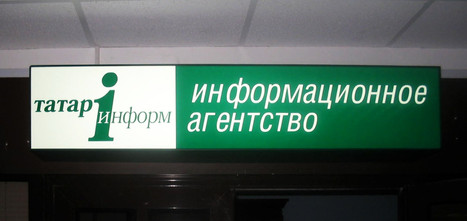 татар
информ
информационное
агентство